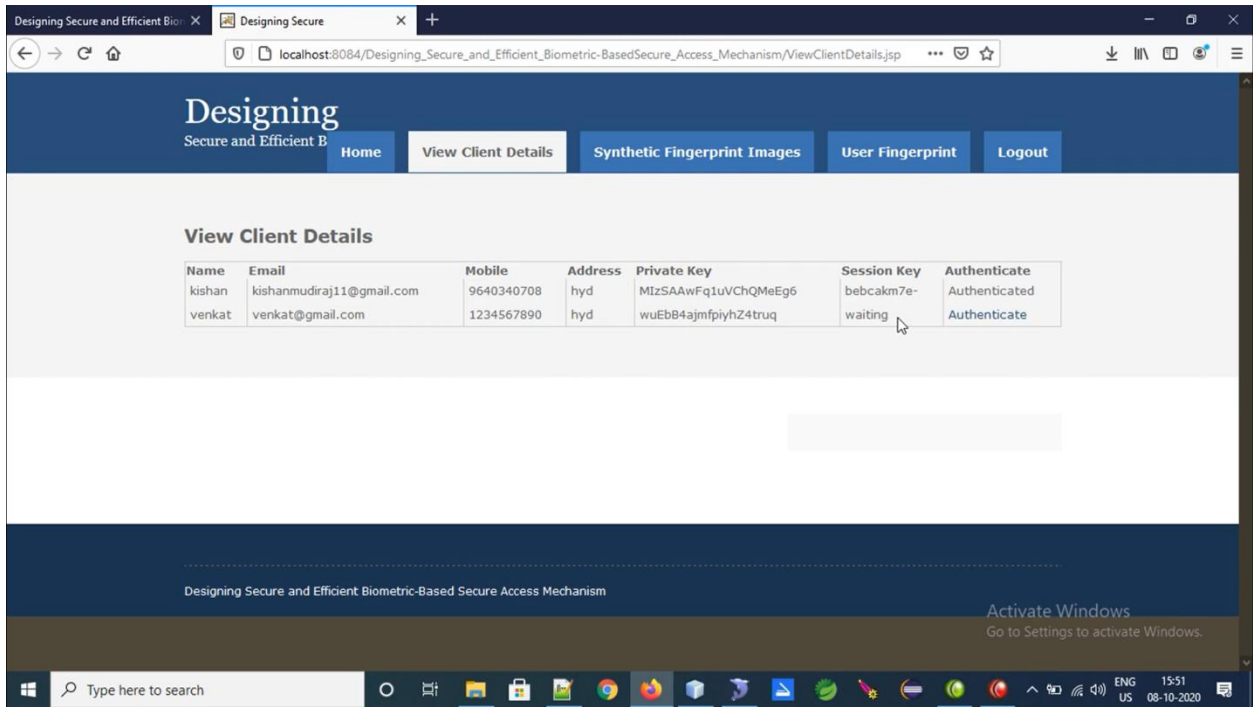 Designing Secure and Efficient Bion
Designing Secure
localhost:8084/Designing_Secure_and_Efficient_Biometric-BasedSecure_Access_Mechanism/ViewClientDetails.jsp
Designing
Secure and Efficient B
Home View Client Details Synthetic Fingerprint Images User Fingerprint Logout
View Client Details
Name Email Mobile Address Private Key Session Key Authenticate
kishan kishanmudiraj11@gmail.com 9640340708 hyd MIzSAAwFq1uVChQMeEg6 bebcakm7e- Authenticated
venkat venkat@gmail.com 1234567890 hyd wuEbB4ajmfpiyhZ4truq waiting Authenticate
Designing Secure and Efficient Biometric-Based Secure Access Mechanism
Activate Windows
Go to Settings to activate Windows.
Type here to search
ENG 15:51
US 08-10-2020